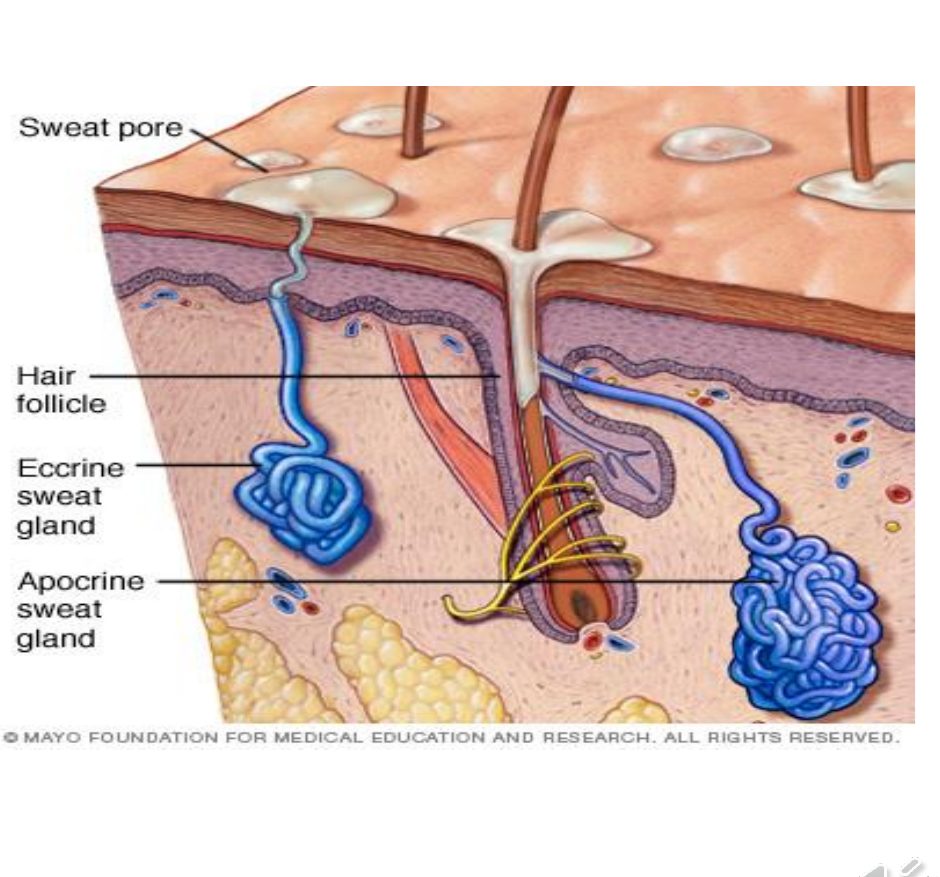 Sweat pore
Hair
follicle
Eccrine
sweat
gland
Apocrine
sweat
gland
© MAYO FOUNDATION FOR MEDICAL EDUCATION AND RESEARCH. ALL RIGHTS RESERVED.